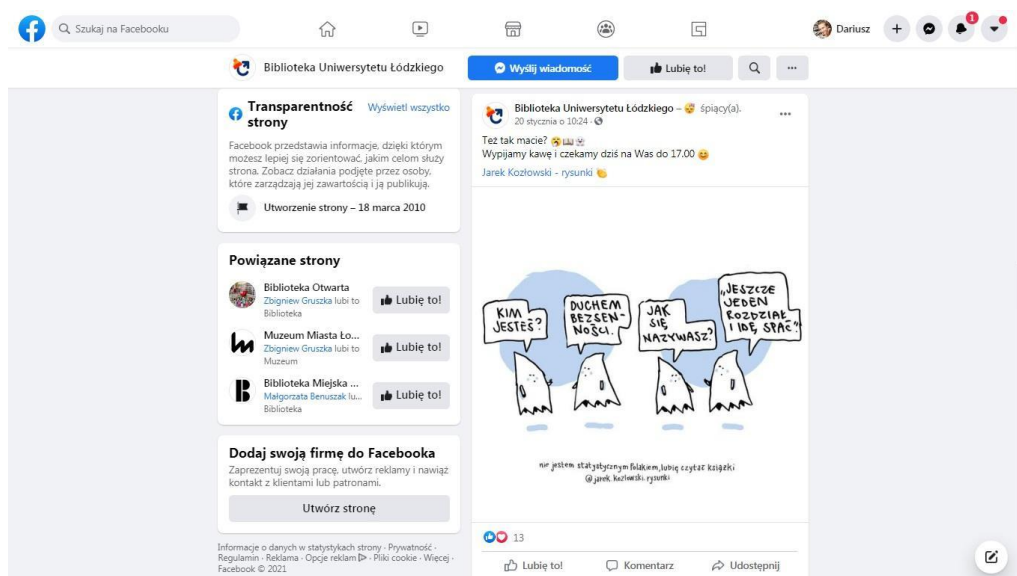 Szukaj na Facebooku
Dariusz
1
Biblioteka Uniwersytetu Łódzkiego
Wyślij wiadomość
Lubię to!
Transparentność strony
Wyświetl wszystko
Facebook przedstawia informacje, dzięki którym
możesz lepiej się zorientować, jakim celom służy
strona. Zobacz działania podjęte przez osoby,
które zarządzają jej zawartością i ją publikują.
Utworzenie strony – 18 marca 2010
Powiązane strony
Biblioteka Otwarta
Zbigniew Gruszka lubi to
Biblioteka
Lubię to!
Muzeum Miasta Ło...
Zbigniew Gruszka lubi to
Muzeum
Lubię to!
Biblioteka Miejska ...
Małgorzata Benuszak lu...
Biblioteka
Lubię to!
Dodaj swoją firmę do Facebooka
Zaprezentuj swoją pracę, utwórz reklamy i nawiąż
kontakt z klientami lub patronami.
Utwórz stronę
Informacje o danych w statystykach strony · Prywatność ·
Regulamin · Reklama · Opcje reklam · Pliki cookie · Więcej ·
Facebook © 2021
Biblioteka Uniwersytetu Łódzkiego – śpiący(a).
20 stycznia o 10:24 ·
Też tak macie?
Wypijamy kawę i czekamy dziś na Was do 17.00
Jarek Kozłowski - rysunki
KIM
JESTEŚ?
DUCHEM
BEZSEN-
NOŚCI.
JAK
SIĘ
NAZYWASZ?
„JESZCZE
JEDEN
ROZDZIAŁ
I IDĘ SPAĆ"
nie jestem statystycznym Polakiem, lubię czytać książki
@jarek.kozlowski.rysunki
13
Lubię to!
Komentarz
Udostępnij